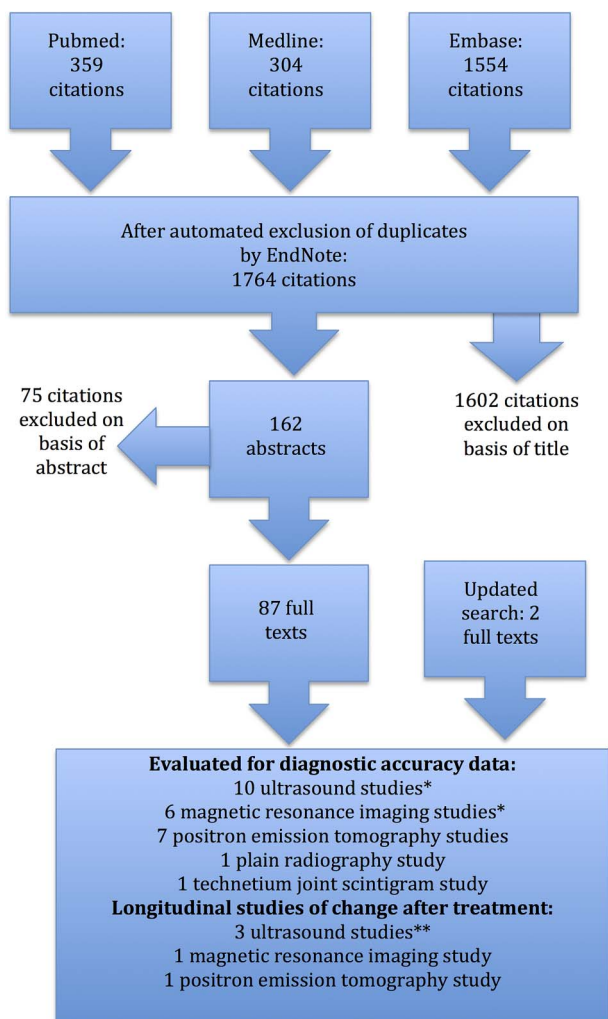 Pubmed:
359
citations
Medline:
304
citations
Embase:
1554
citations
After automated exclusion of duplicates
by EndNote:
1764 citations
75 citations
excluded on
basis of
abstract
162
abstracts
1602 citations
excluded on
basis of title
87 full
texts
Updated
search: 2
full texts
Evaluated for diagnostic accuracy data:
10 ultrasound studies*
6 magnetic resonance imaging studies*
7 positron emission tomography studies
1 plain radiography study
1 technetium joint scintigram study
Longitudinal studies of change after treatment:
3 ultrasound studies**
1 magnetic resonance imaging study
1 positron emission tomography study